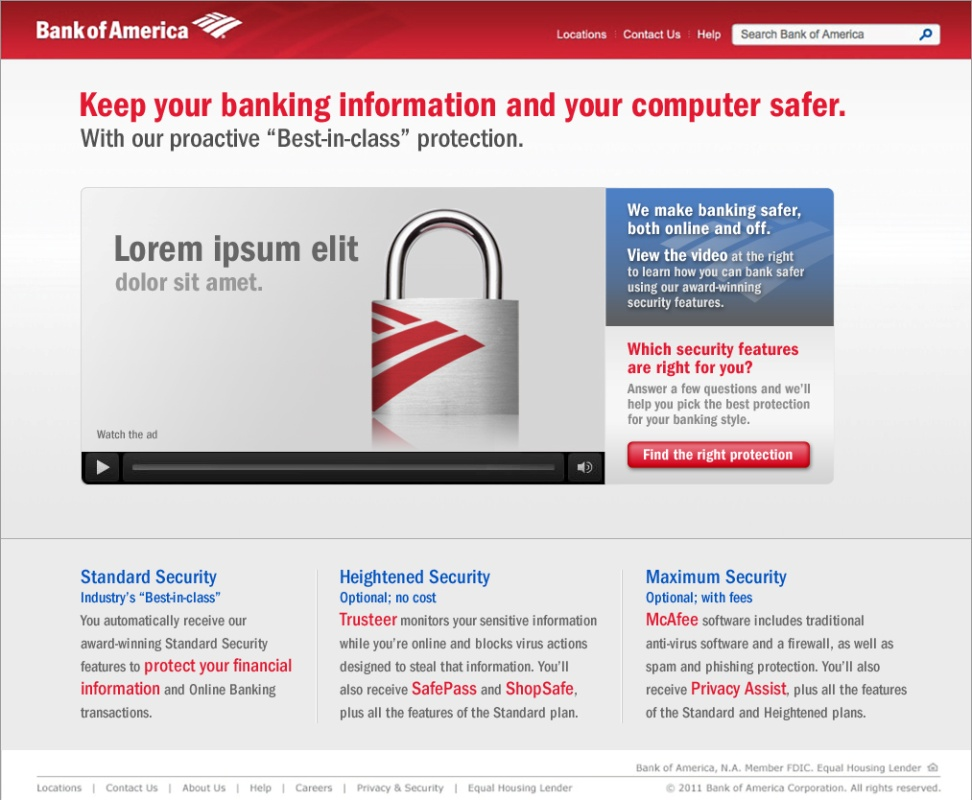 Bank of America
Locations Contact Us Help Search Bank of America
Keep your banking information and your computer safer.
With our proactive “Best-in-class” protection.
Lorem ipsum elit
dolor sit amet.
Watch the ad
We make banking safer,
both online and off.
View the video at the right
to learn how you can bank safer
using our award-winning
security features.
Which security features
are right for you?
Answer a few questions and we’ll
help you pick the best protection
for your banking style.
Find the right protection
Standard Security
Industry’s “Best-in-class”
You automatically receive our
award-winning Standard Security
features to protect your financial
information and Online Banking
transactions.
Heightened Security
Optional; no cost
Trusteer monitors your sensitive information
while you’re online and blocks virus actions
designed to steal that information. You’ll
also receive SafePass and ShopSafe,
plus all the features of the Standard plan.
Maximum Security
Optional; with fees
McAfee software includes traditional
anti-virus software and a firewall, as well as
spam and phishing protection. You’ll also
receive Privacy Assist, plus all the features
of the Standard and Heightened plans.
Bank of America, N.A. Member FDIC. Equal Housing Lender
Locations | Contact Us | About Us | Help | Careers | Privacy & Security | Equal Housing Lender
© 2011 Bank of America Corporation. All rights reserved.